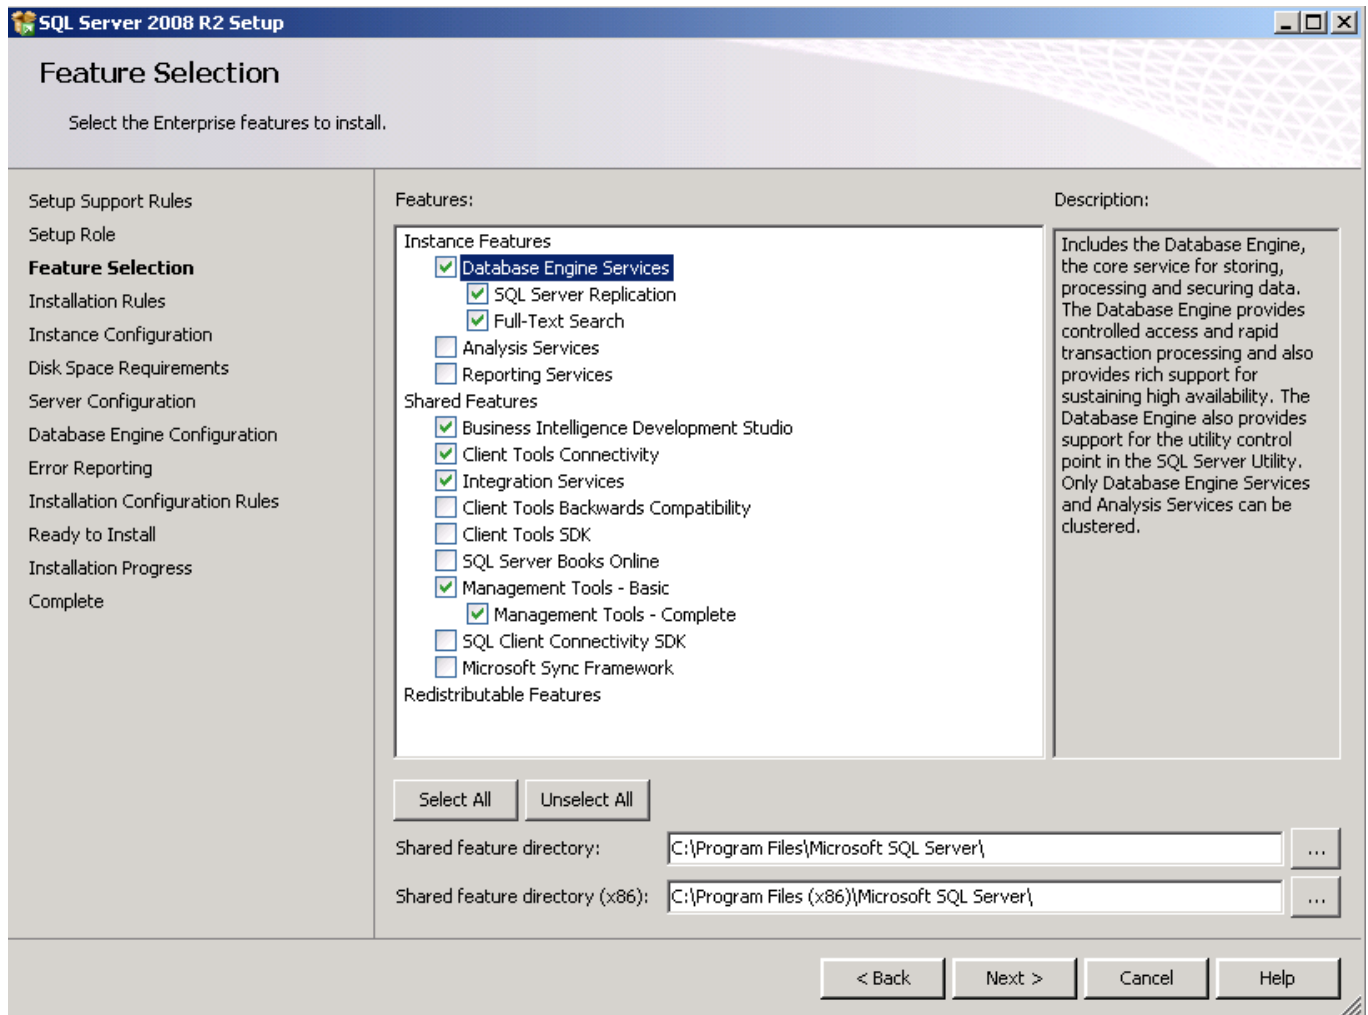 SQL Server 2008 R2 Setup
Feature Selection
Select the Enterprise features to install.
Setup Support Rules
Setup Role
Feature Selection
Installation Rules
Instance Configuration
Disk Space Requirements
Server Configuration
Database Engine Configuration
Error Reporting
Installation Configuration Rules
Ready to Install
Installation Progress
Complete
Features:
Instance Features
Database Engine Services
SQL Server Replication
Full-Text Search
Analysis Services
Reporting Services
Shared Features
Business Intelligence Development Studio
Client Tools Connectivity
Integration Services
Client Tools Backwards Compatibility
Client Tools SDK
SQL Server Books Online
Management Tools - Basic
Management Tools - Complete
SQL Client Connectivity SDK
Microsoft Sync Framework
Redistributable Features
Description:
Includes the Database Engine,
the core service for storing,
processing and securing data.
The Database Engine provides
controlled access and rapid
transaction processing and also
provides rich support for
sustaining high availability. The
Database Engine also provides
support for the utility control
point in the SQL Server Utility.
Only Database Engine Services
and Analysis Services can be
clustered.
Select All
Unselect All
Shared feature directory:
C:\Program Files\Microsoft SQL Server\
...
Shared feature directory (x86):
C:\Program Files (x86)\Microsoft SQL Server\
...
< Back
Next >
Cancel
Help